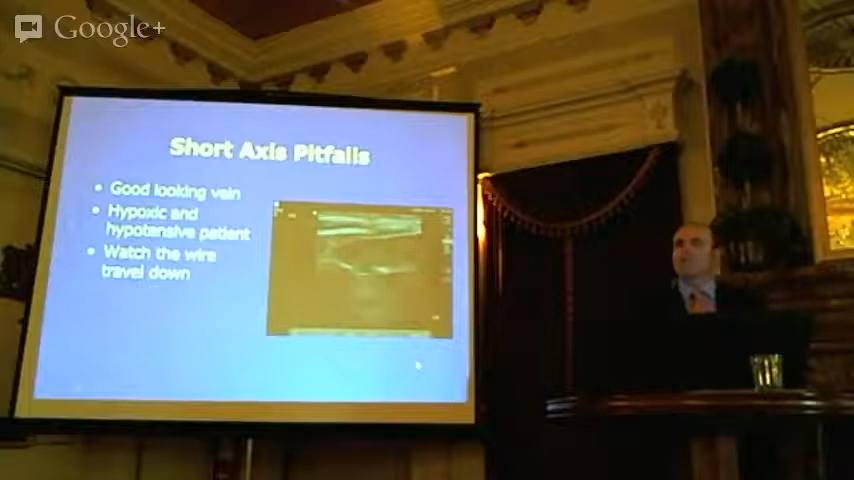 Google+
Short Axis Pitfalls
• Good looking vein
• Hypoxic and
hypotensive patient
• Watch the wire
travel down